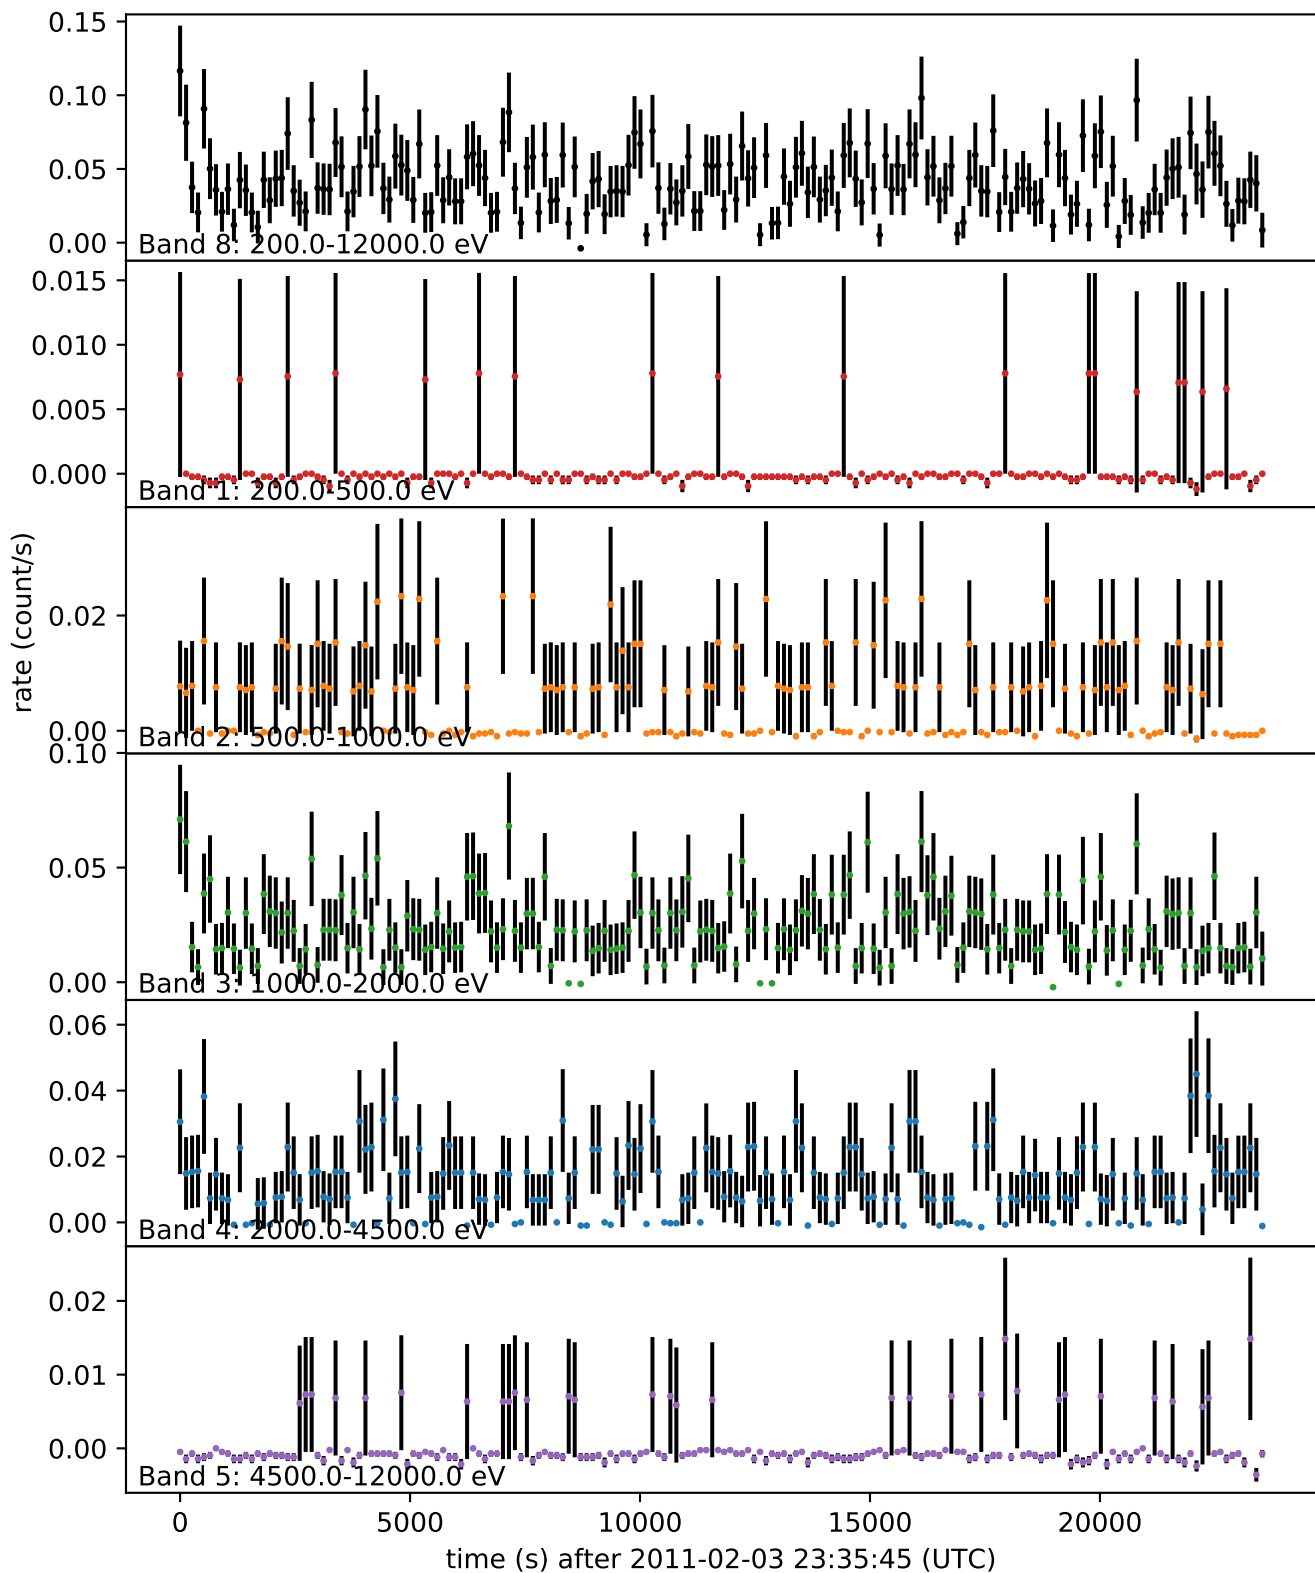 0.15
0.10
0.05
0.00
Band 8: 200.0-12000.0 eV
0.015
0.010
0.005
0.000
Band 1: 200.0-500.0 eV
rate (count/s)
0.02
0.00
Band 2: 500.0-1000.0 eV
0.10
0.05
0.00
Band 3: 1000.0-2000.0 eV
0.06
0.04
0.02
0.00
Band 4: 2000.0-4500.0 eV
0.02
0.01
0.00
Band 5: 4500.0-12000.0 eV
0 5000 10000 15000 20000
time (s) after 2011-02-03 23:35:45 (UTC)